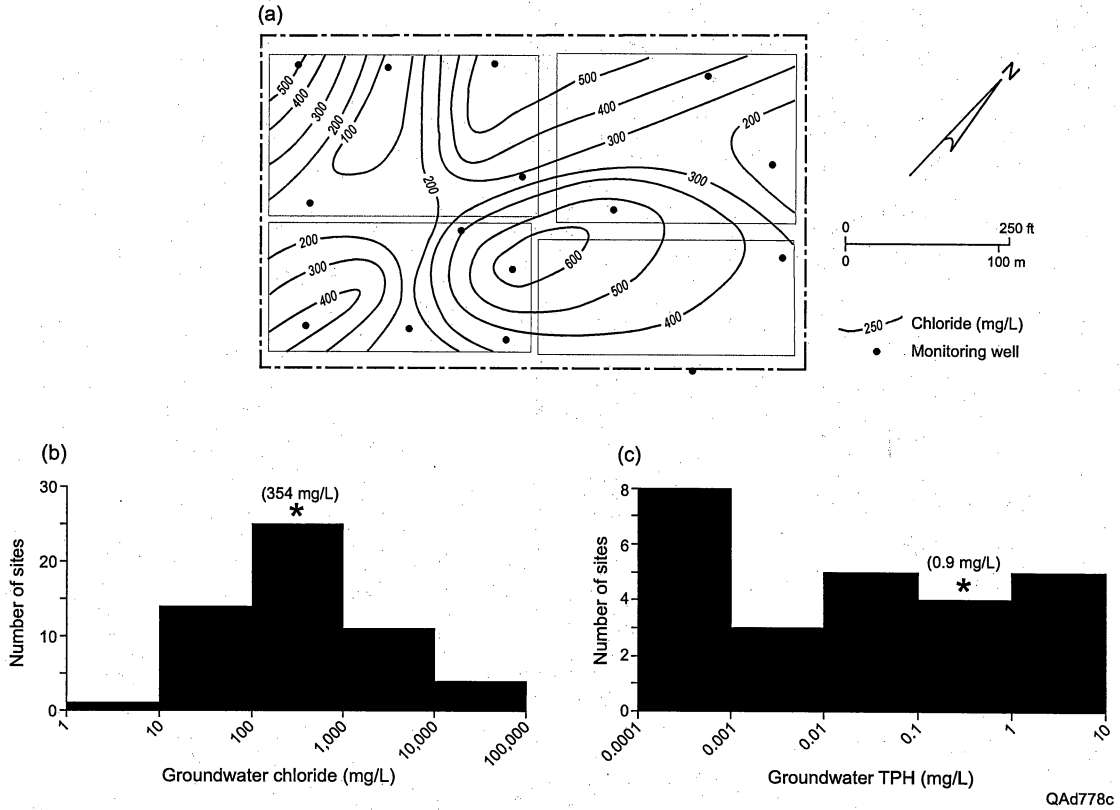 (a)
500
400
300
200
100
200
500
400
300
200
300
600
500
400
200
300
400
N
0 250 ft
0 100 m
250 Chloride (mg/L)
Monitoring well
(b)
(354 mg/L)
*
30
20
10
0
Number of sites
1 10 100 1,000 10,000 100,000
Groundwater chloride (mg/L)
(c)
(0.9 mg/L)
*
8
6
4
2
0
Number of sites
0.0001 0.001 0.01 0.1 1 10
Groundwater TPH (mg/L)
QAd778c